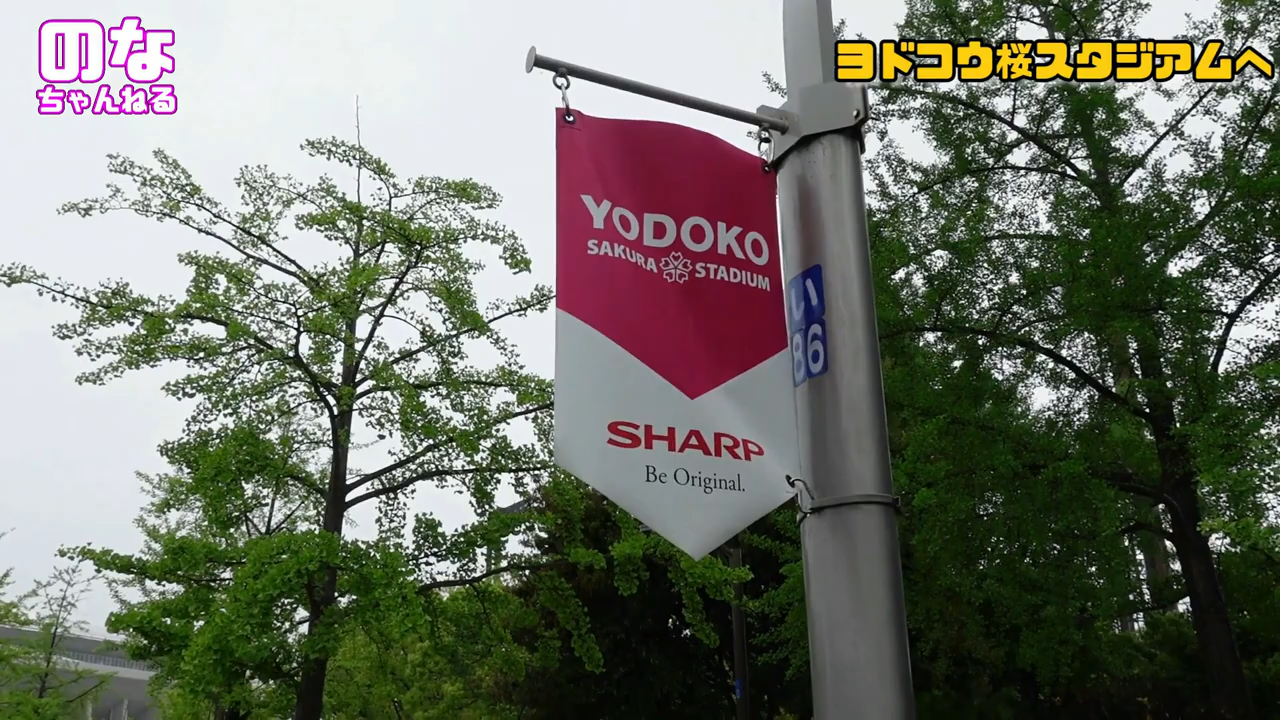 のな
ちゃんねる
ヨドコウ桜スタジアムへ
YODOKO
SAKURA STADIUM
SHARP
Be Original.
い
86